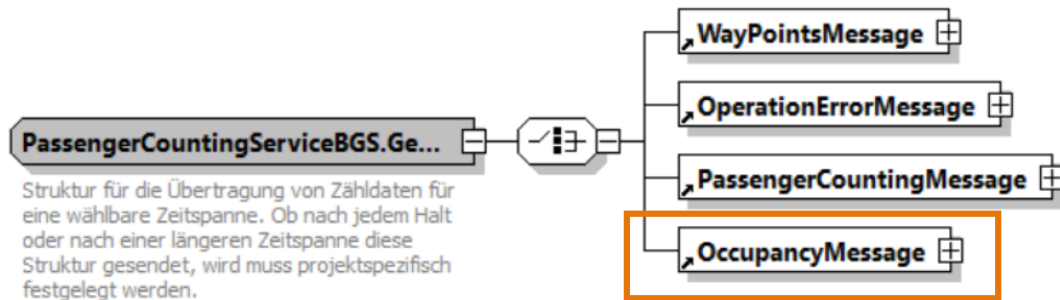 WayPointsMessage
OperationErrorMessage
PassengerCountingServiceBGS.Ge...
PassengerCountingMessage
OccupancyMessage
Struktur für die Übertragung von Zähldaten für
eine wählbare Zeitspanne. Ob nach jedem Halt
oder nach einer längeren Zeitspanne diese
Struktur gesendet, wird muss projektspezifisch
festgelegt werden.